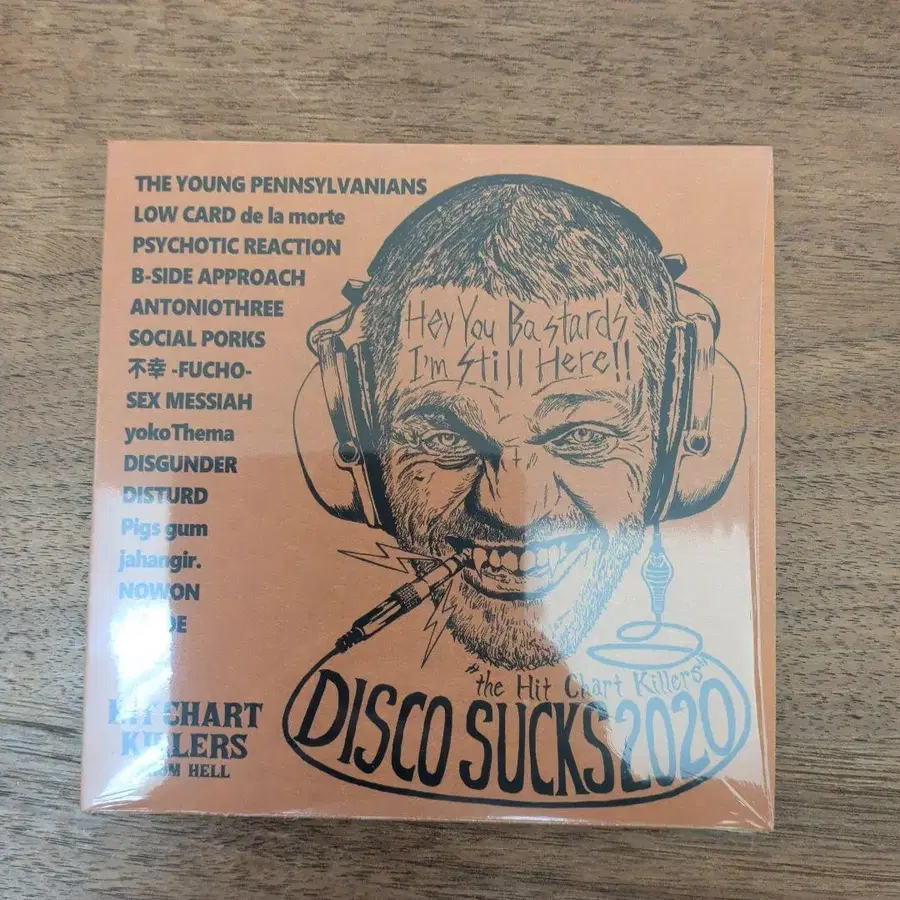 THE YOUNG PENNSYLVANIANS
LOW CARD de la morte
PSYCHOTIC REACTION
B-SIDE APPROACH
ANTONIOTHREE
SOCIAL PORKS
不幸 -FUCHO-
SEX MESSIAH
yokoThema
DISGUNDER
DISTURD
Pigs gum
jahangir.
NOWON
HIT CHART
KILLERS
FROM HELL
Hey You Bastards
I'm Still Here!!
"the Hit Chart Killers"
DISCO SUCKS 2020